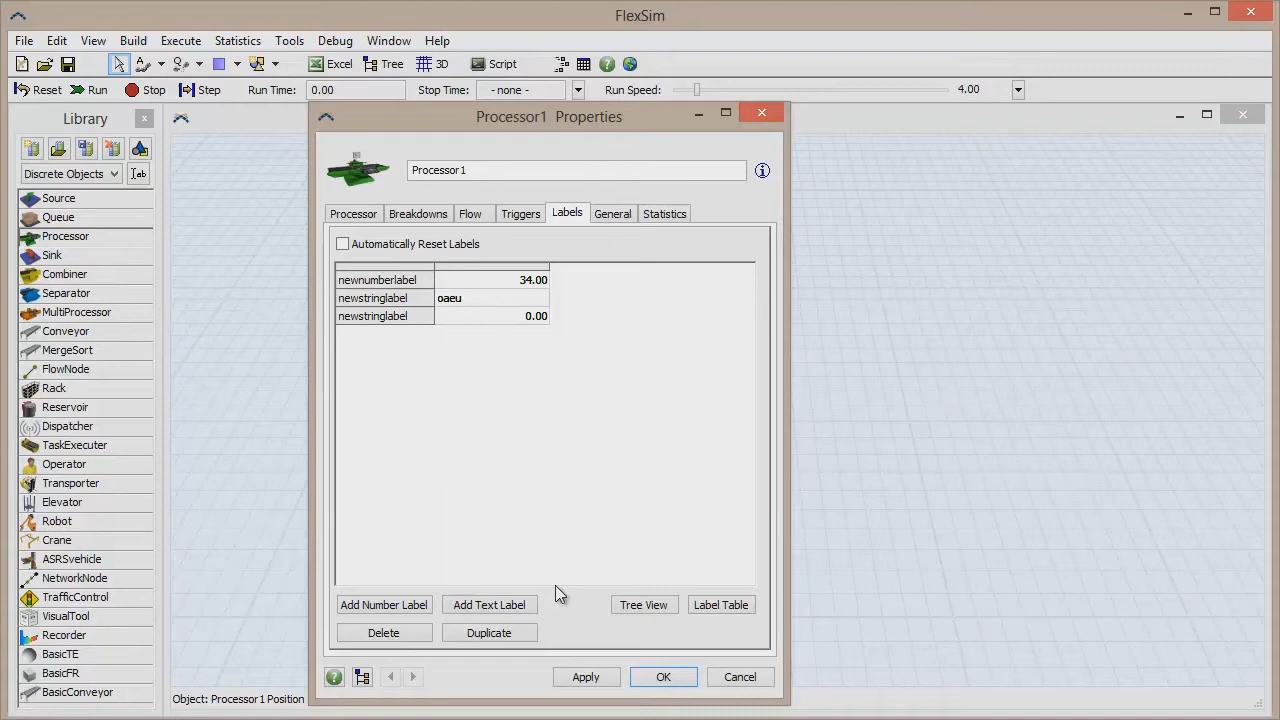 FlexSim
File Edit View Build Execute Statistics Tools Debug Window Help
Excel Tree 3D Script
Reset Run Stop Step Run Time: 0.00 Stop Time: - none - Run Speed: 4.00
Library
Discrete Objects
Source
Queue
Processor
Sink
Combiner
Separator
MultiProcessor
Conveyor
MergeSort
FlowNode
Rack
Reservoir
Dispatcher
TaskExecuter
Operator
Transporter
Elevator
Robot
Crane
ASRSvehicle
NetworkNode
TrafficControl
VisualTool
Recorder
BasicTE
BasicFR
BasicConveyor
Object: Processor1 Position
Processor1 Properties
Processor1
Processor Breakdowns Flow Triggers Labels General Statistics
Automatically Reset Labels
newnumberlabel 34.00
newstringlabel oaeu
newstringlabel 0.00
Add Number Label Add Text Label Tree View Label Table
Delete Duplicate
Apply OK Cancel